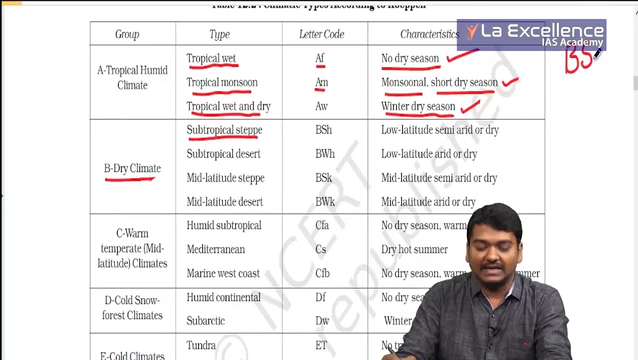 Table 12.2 : Climatic Types According to Koeppen
La Excellence
IAS Academy
BS
Group Type Letter Code Characteristics
A-Tropical Humid Climate
Tropical wet Af No dry season
Tropical monsoon Am Monsoonal, short dry season
Tropical wet and dry Aw Winter dry season
B-Dry Climate
Subtropical steppe BSh Low-latitude semi arid or dry
Subtropical desert BWh Low-latitude arid or dry
Mid-latitude steppe BSk Mid-latitude semi arid or dry
Mid-latitude desert BWk Mid-latitude arid or dry
C-Warm temperate (Mid-latitude) Climates
Humid subtropical Cfa No dry season, warm
Mediterranean Cs Dry hot summer
Marine west coast Cfb No dry season, warm summer
D-Cold Snow-forest Climates
Humid continental Df No dry
Subarctic Dw Winter
E-Cold Climates
Tundra ET No
© NCERT
republished